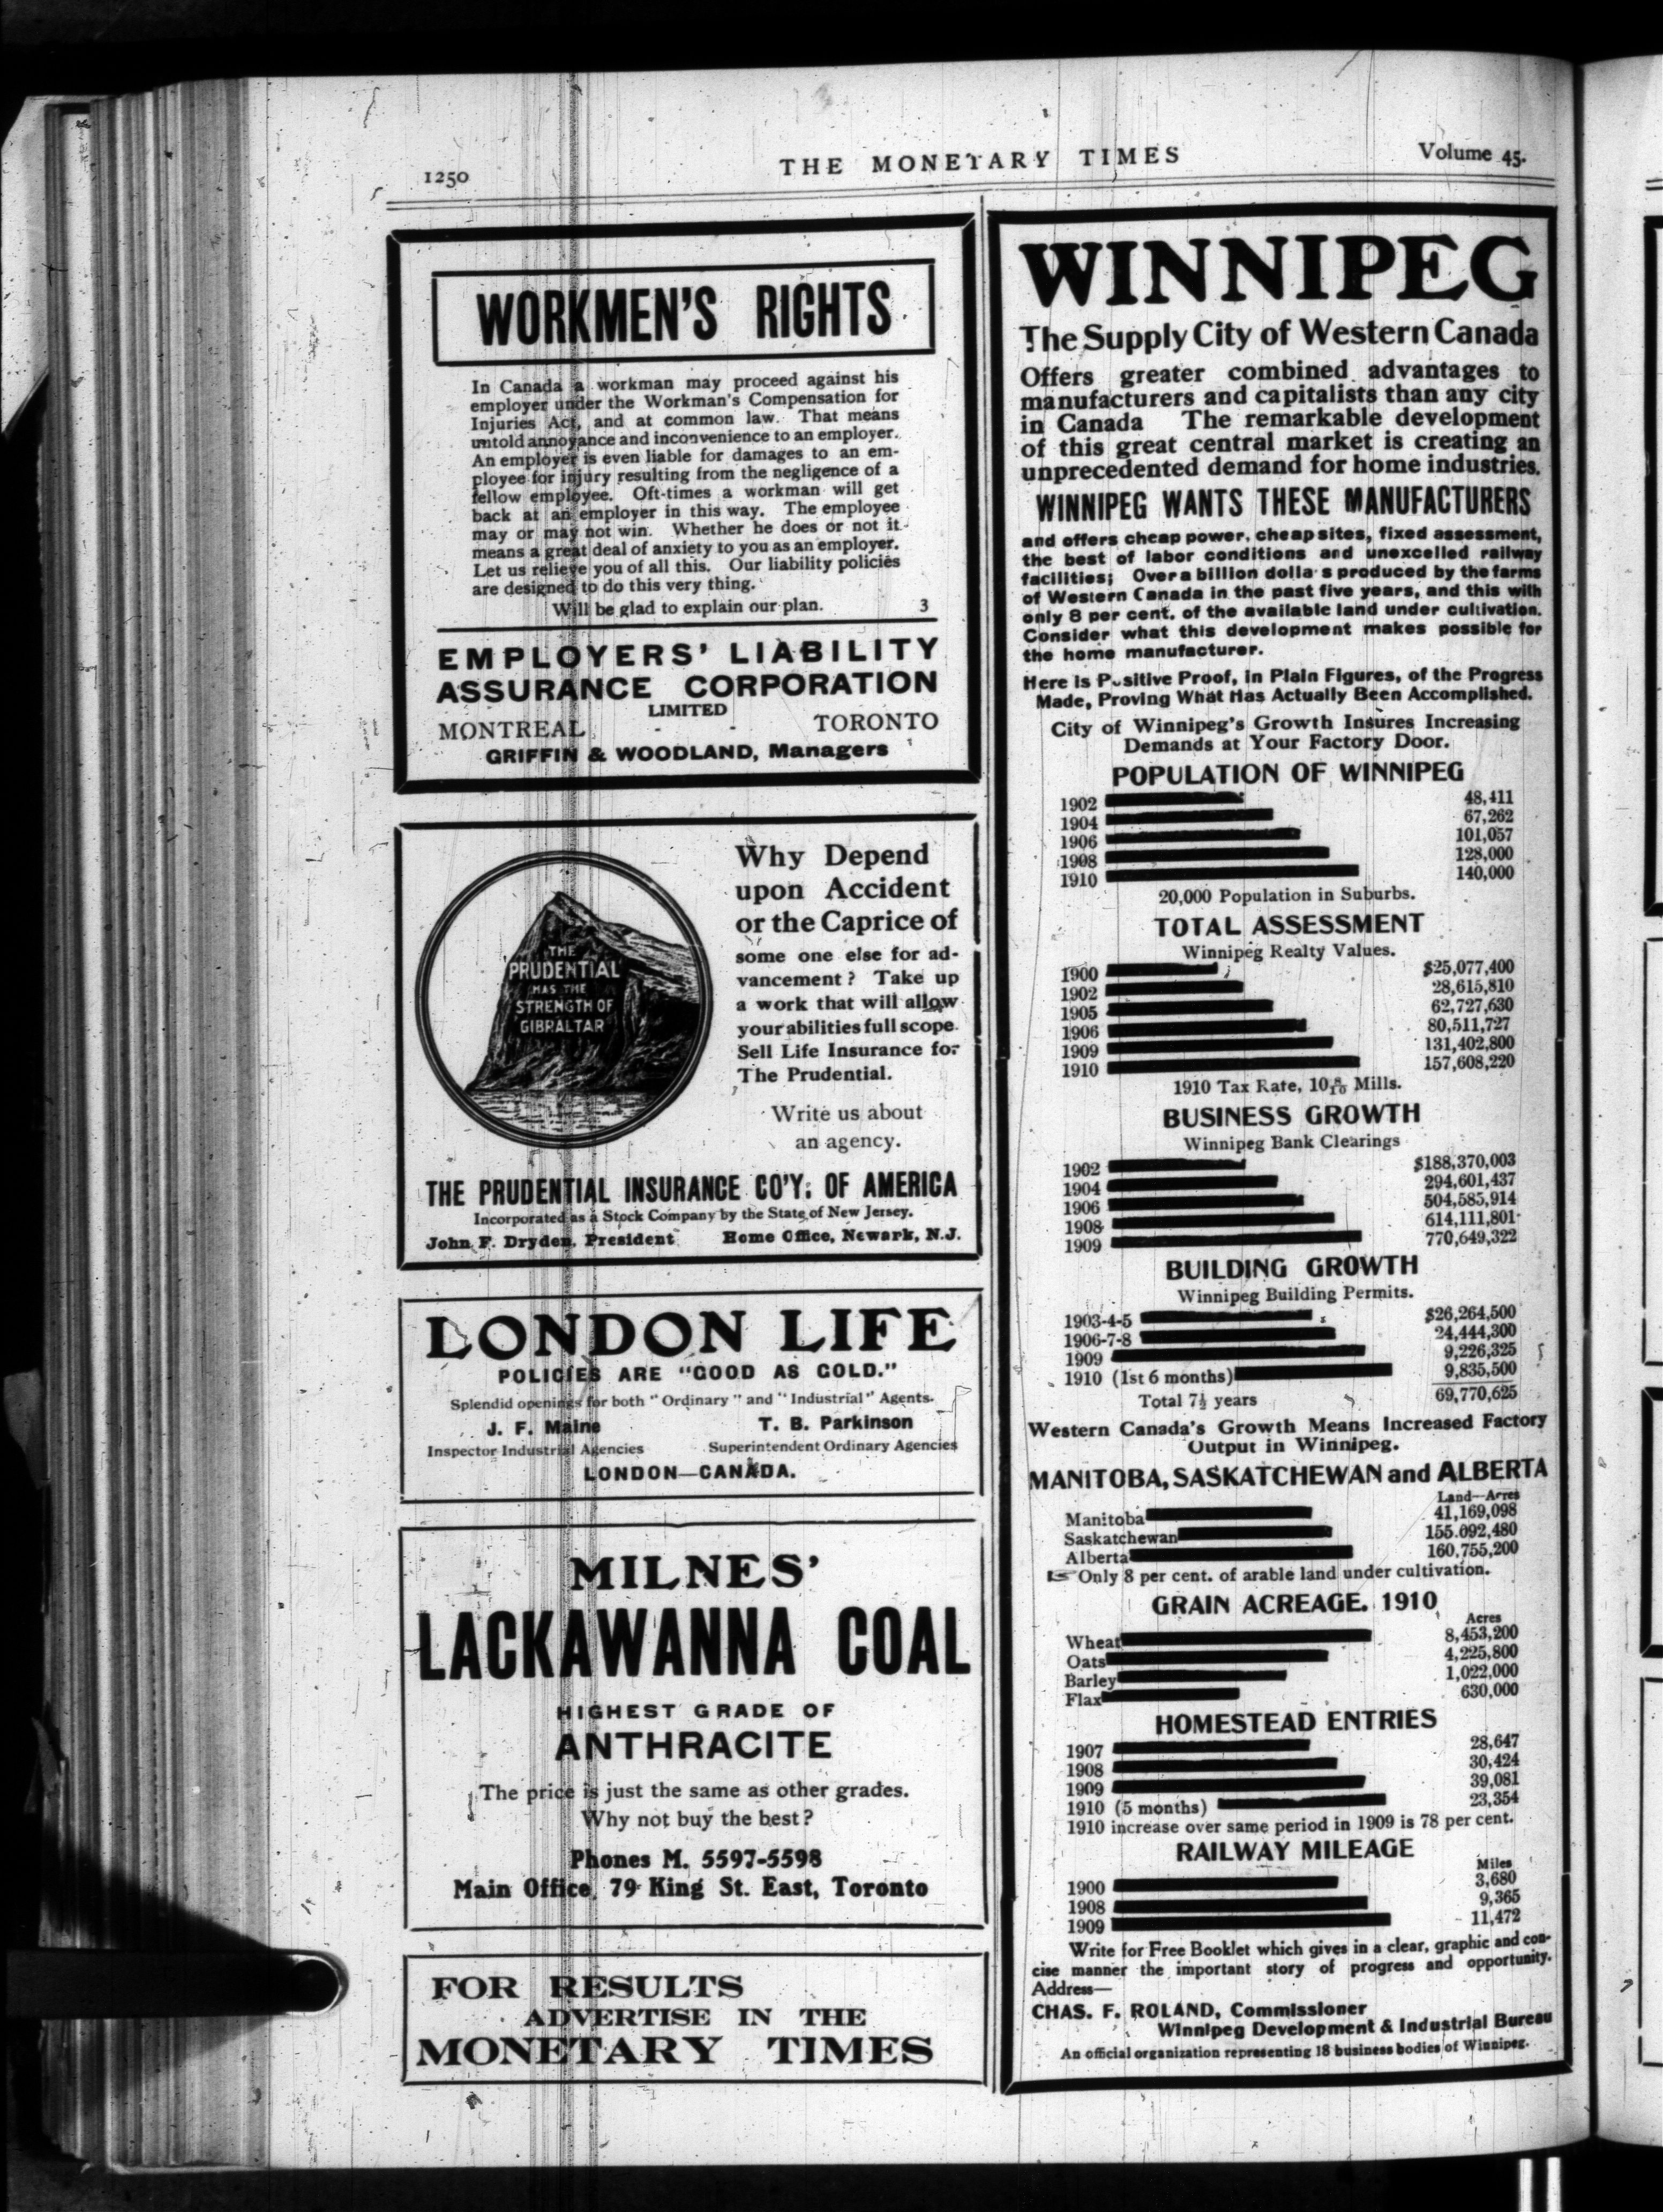 1250
THE MONETARY TIMES
Volume 45.
WORKMEN'S RIGHTS
In Canada a workman may proceed against his
employer under the Workman's Compensation for
Injuries Act, and at common law. That means
untold annoyance and inconvenience to an employer.
An employer is even liable for damages to an em-
ployee for injury resulting from the negligence of a
fellow employee. Oft-times a workman will get
back at an employer in this way. The employee
may or may not win. Whether he does or not it
means a great deal of anxiety to you as an employer.
Let us relieve you of all this. Our liability policies
are designed to do this very thing.
Will be glad to explain our plan. 3
EMPLOYERS' LIABILITY
ASSURANCE CORPORATION
LIMITED
MONTREAL - TORONTO
GRIFFIN & WOODLAND, Managers
THE
PRUDENTIAL
HAS THE
STRENGTH OF
GIBRALTAR
Why Depend
upon Accident
or the Caprice of
some one else for ad-
vancement? Take up
a work that will allow
your abilities full scope.
Sell Life Insurance for
The Prudential.
Write us about
an agency.
THE PRUDENTIAL INSURANCE CO'Y. OF AMERICA
Incorporated as a Stock Company by the State of New Jersey.
John F. Dryden, President Home Office, Newark, N.J.
LONDON LIFE
POLICIES ARE "GOOD AS GOLD."
Splendid openings for both "Ordinary" and "Industrial" Agents.
J. F. Maine T. B. Parkinson
Inspector Industrial Agencies Superintendent Ordinary Agencies
LONDON—CANADA.
MILNES'
LACKAWANNA COAL
HIGHEST GRADE OF
ANTHRACITE
The price is just the same as other grades.
Why not buy the best?
Phones M. 5597-5598
Main Office, 79 King St. East, Toronto
FOR RESULTS
ADVERTISE IN THE
MONETARY TIMES
WINNIPEG
The Supply City of Western Canada
Offers greater combined advantages to
manufacturers and capitalists than any city
in Canada The remarkable development
of this great central market is creating an
unprecedented demand for home industries.
WINNIPEG WANTS THESE MANUFACTURERS
and offers cheap power, cheap sites, fixed assessment,
the best of labor conditions and unexcelled railway
facilities; Over a billion dolla s produced by the farms
of Western Canada in the past five years, and this with
only 8 per cent. of the available land under cultivation.
Consider what this development makes possible for
the home manufacturer.
Here is Positive Proof, in Plain Figures, of the Progress
Made, Proving What Has Actually Been Accomplished.
City of Winnipeg's Growth Insures Increasing
Demands at Your Factory Door.
POPULATION OF WINNIPEG
1902 48,411
1904 67,262
1906 101,057
1908 128,000
1910 140,000
20,000 Population in Suburbs.
TOTAL ASSESSMENT
Winnipeg Realty Values.
1900 $25,077,400
1902 28,615,810
1905 62,727,630
1906 80,511,727
1909 131,402,800
1910 157,608,220
1910 Tax Rate, 10 8/10 Mills.
BUSINESS GROWTH
Winnipeg Bank Clearings
1902 $188,370,003
1904 294,601,437
1906 504,585,914
1908 614,111,801
1909 770,649,322
BUILDING GROWTH
Winnipeg Building Permits.
1903-4-5 $26,264,500
1906-7-8 24,444,300
1909 9,226,325
1910 (1st 6 months) 9,835,500
Total 7½ years 69,770,625
Western Canada's Growth Means Increased Factory
Output in Winnipeg.
MANITOBA, SASKATCHEWAN and ALBERTA
Land—Acres
Manitoba 41,169,098
Saskatchewan 155.092,480
Alberta 160,755,200
☞ Only 8 per cent. of arable land under cultivation.
GRAIN ACREAGE. 1910
Acres
Wheat 8,453,200
Oats 4,225,800
Barley 1,022,000
Flax 630,000
HOMESTEAD ENTRIES
1907 28,647
1908 30,424
1909 39,081
1910 (5 months) 23,354
1910 increase over same period in 1909 is 78 per cent.
RAILWAY MILEAGE
Miles
1900 3,680
1908 9,365
1909 11,472
Write for Free Booklet which gives in a clear, graphic and con-
cise manner the important story of progress and opportunity.
Address—
CHAS. F. ROLAND, Commissioner
Winnipeg Development & Industrial Bureau
An official organization representing 18 business bodies of Winnipeg.